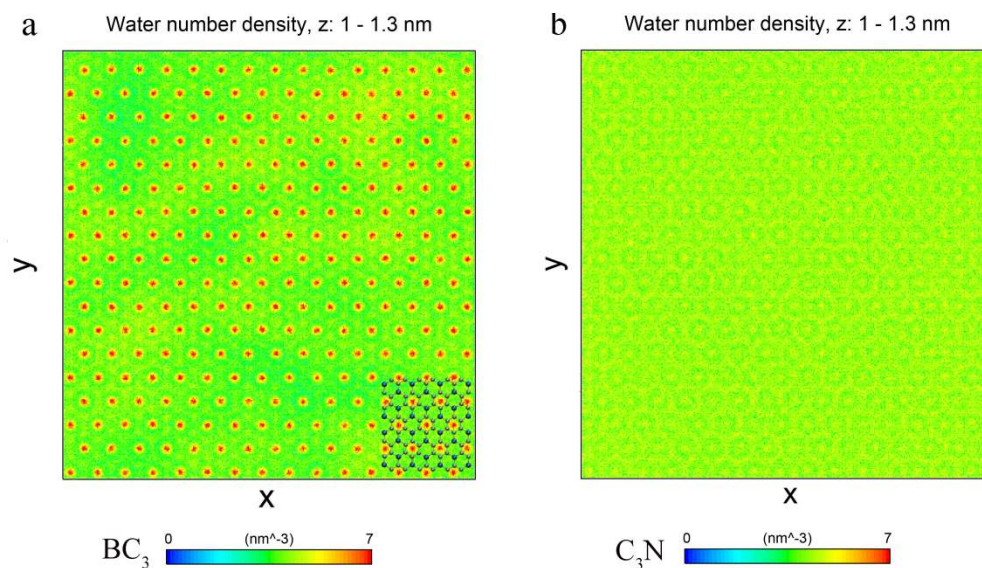 a
Water number density, z: 1 - 1.3 nm
y
x
BC₃
0
(nm^-3)
7
b
Water number density, z: 1 - 1.3 nm
y
x
C₃N
0
(nm^-3)
7